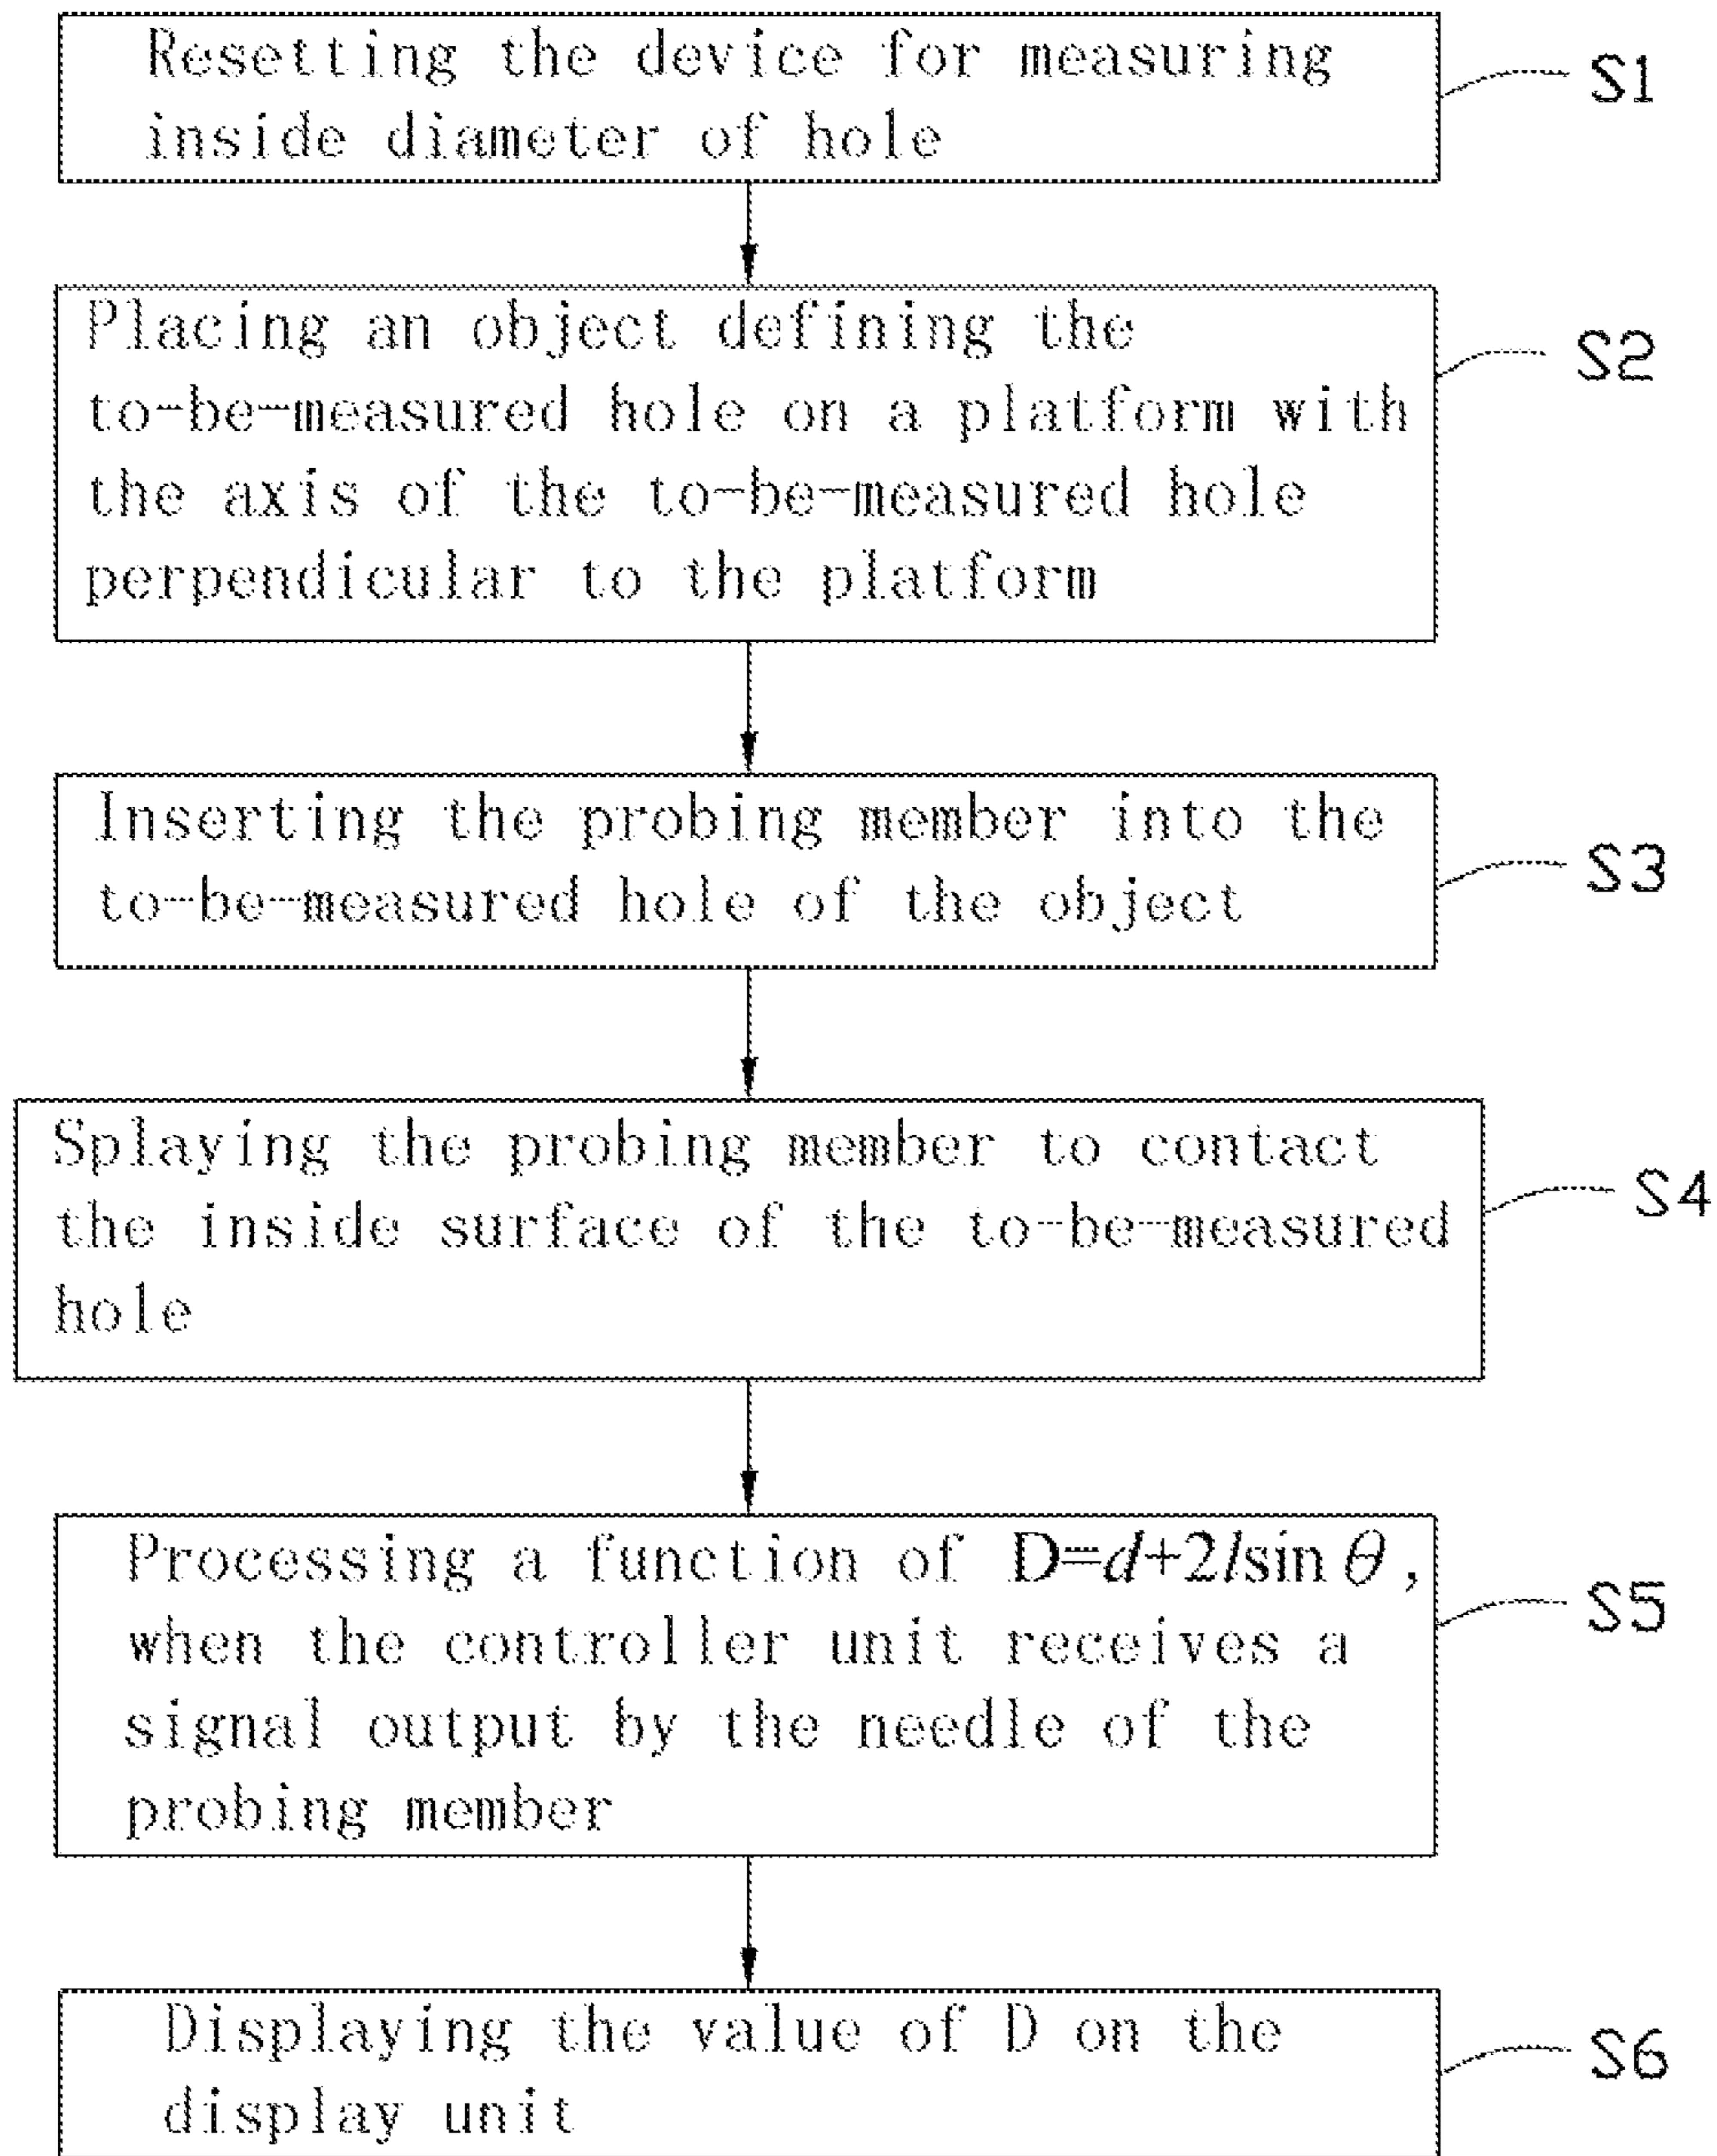 Resetting the device for measuring
inside diameter of hole
S1
Placing an object defining the
to-be-measured hole on a platform with
the axis of the to-be-measured hole
perpendicular to the platform
S2
Inserting the probing member into the
to-be-measured hole of the object
S3
Splaying the probing member to contact
the inside surface of the to-be-measured
hole
S4
Processing a function of D=d+2lsin θ,
when the controller unit receives a
signal output by the needle of the
probing member
S5
Displaying the value of D on the
display unit
S6